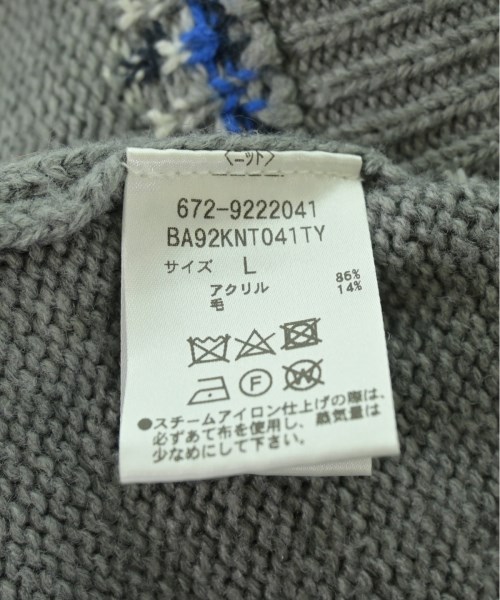 〈ニット〉
672-9222041
BA92KNT041TY
サイズ L
アクリル 86%
毛 14%
F
W
●スチームアイロン仕上げの際は、
必ずあて布を使用し、蒸気量は
少なめにして下さい。